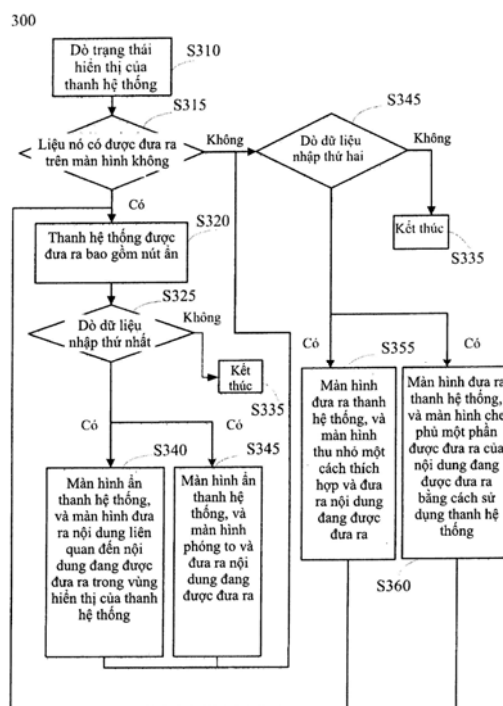 300
Dò trạng thái
hiển thị của
thanh hệ thống
S310
S315
Liệu nó có được đưa ra
trên màn hình không
Không
Có
S320
Thanh hệ thống được
đưa ra bao gồm nút ẩn
S325
Dò dữ liệu
nhập thứ nhất
Không
Kết
thúc
S335
Có
Có
S340
Màn hình ẩn
thanh hệ thống,
và màn hình đưa
ra nội dung liên
quan đến nội
dung đang được
đưa ra trong vùng
hiển thị của thanh
hệ thống
S345
Màn hình ẩn
thanh hệ
thống, và
màn hình
phóng to và
đưa ra nội
dung đang
được đưa ra
S345
Dò dữ liệu
nhập thứ hai
Không
Kết thúc
S335
Có
Có
S355
Màn hình
đưa ra thanh
hệ thống, và
màn hình
thu nhỏ một
cách thích
hợp và đưa
ra nội dung
đang được
đưa ra
Màn hình đưa ra
thanh hệ thống,
và màn hình che
phủ một phần
được đưa ra của
nội dung đang
được đưa ra
bằng cách sử
dụng thanh hệ
thống
S360